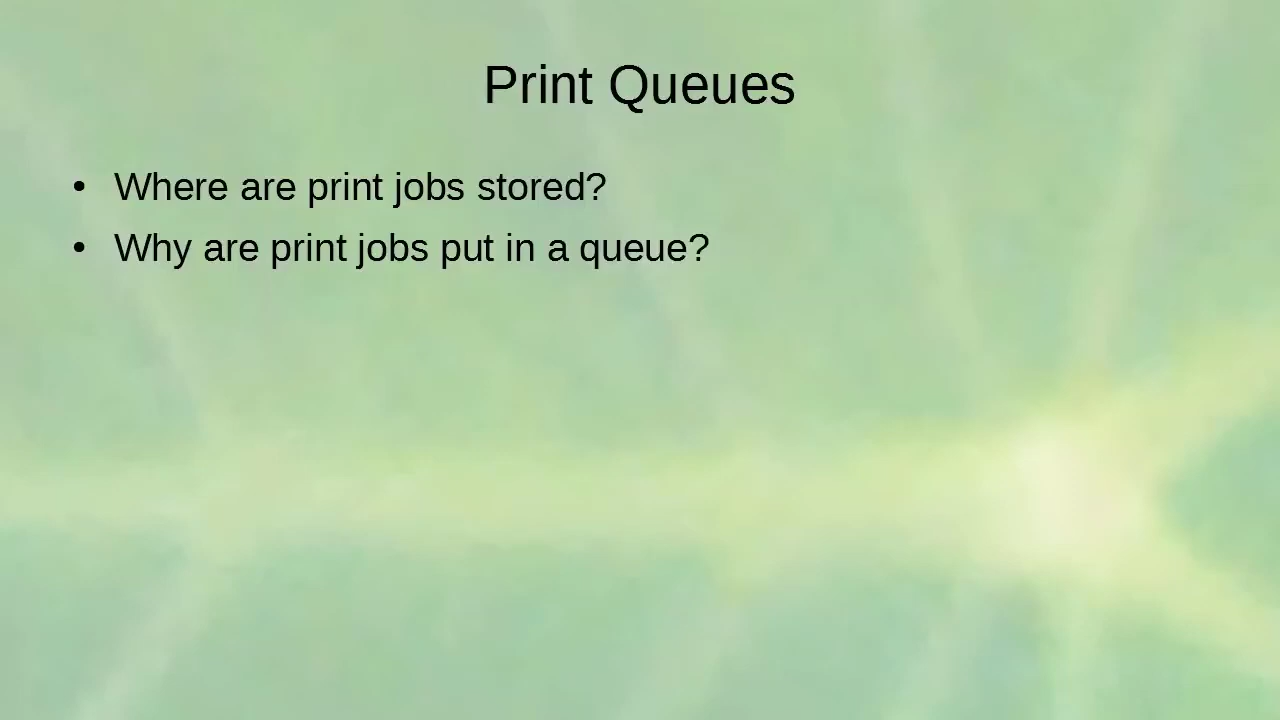 Print Queues
• Where are print jobs stored?
• Why are print jobs put in a queue?